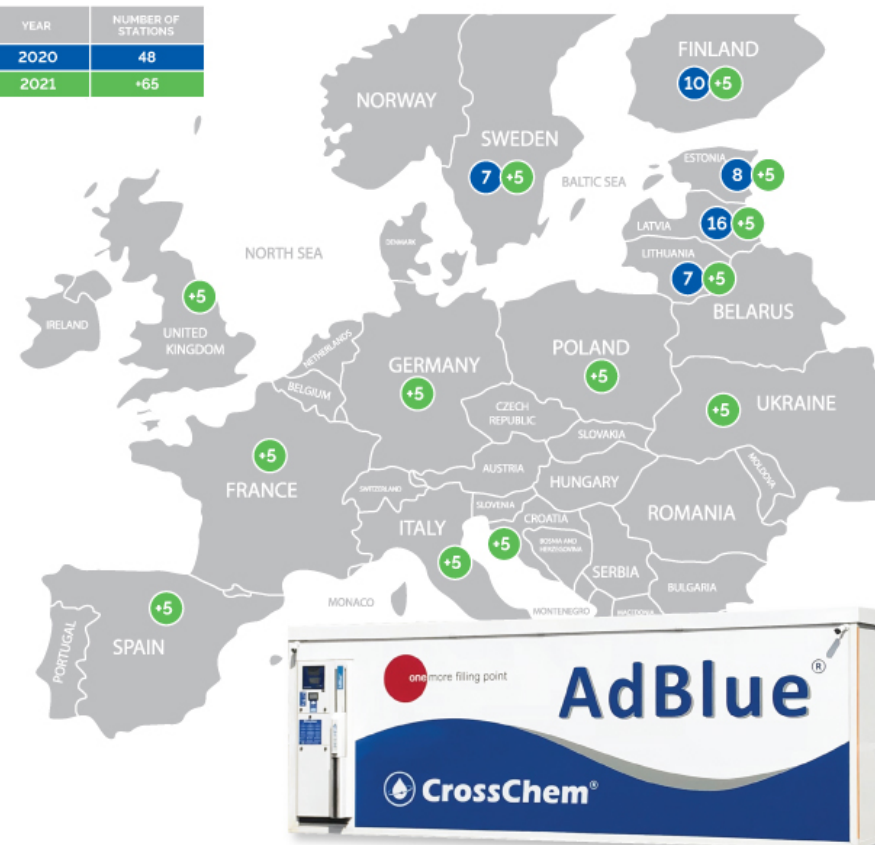 YEAR
NUMBER OF
STATIONS
2020
48
2021
+65
FINLAND
10
+5
NORWAY
SWEDEN
7
+5
ESTONIA
8
+5
BALTIC SEA
LATVIA
16
+5
LITHUANIA
7
+5
DENMARK
NORTH SEA
BELARUS
+5
IRELAND
UNITED
KINGDOM
NETHERLANDS
BELGIUM
GERMANY
+5
POLAND
+5
UKRAINE
+5
CZECH
REPUBLIC
SLOVAKIA
+5
FRANCE
AUSTRIA
MOLDOVA
SWITZERLAND
HUNGARY
SLOVENIA
CROATIA
ROMANIA
ITALY
+5
+5
BOSNIA AND
HERZEGOVINA
SERBIA
BULGARIA
MONACO
MONTENEGRO
MACEDONIA
+5
SPAIN
PORTUGAL
one more filling point
AdBlue®
CrossChem®